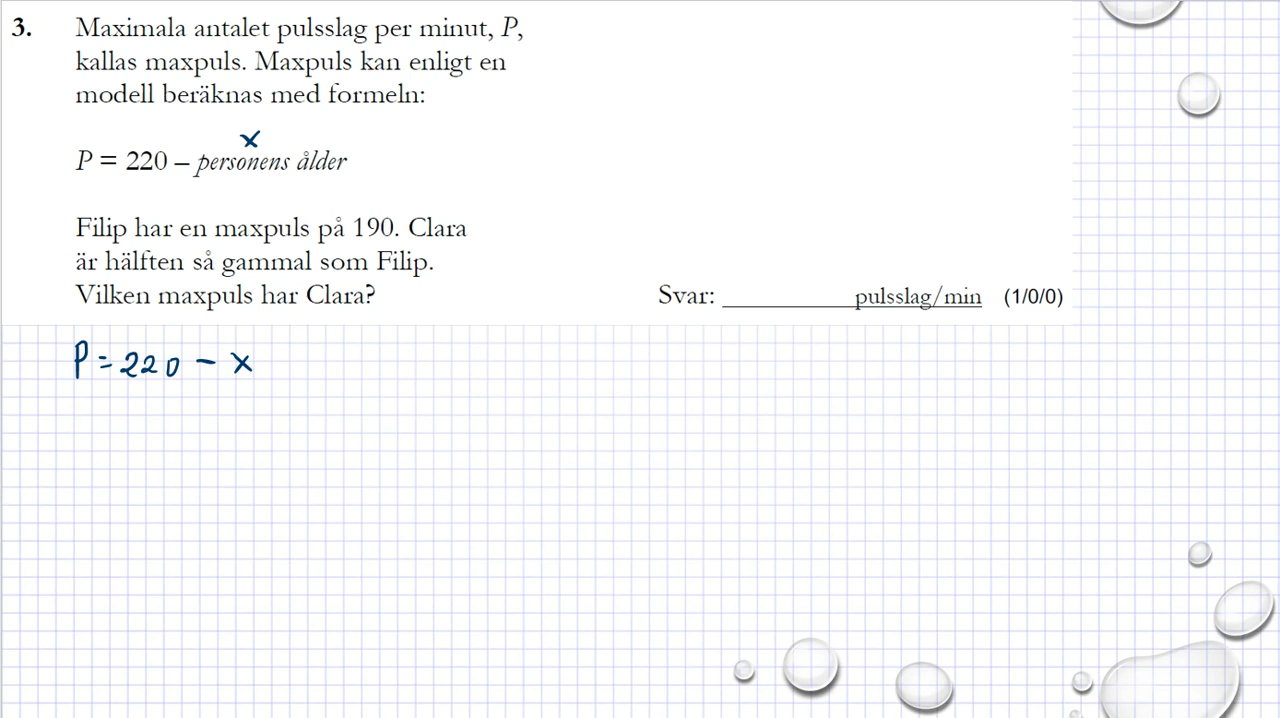 3. Maximala antalet pulsslag per minut, P,
kallas maxpuls. Maxpuls kan enligt en
modell beräknas med formeln:
x
P = 220 – personens ålder
Filip har en maxpuls på 190. Clara
är hälften så gammal som Filip.
Vilken maxpuls har Clara?
Svar: __________ pulsslag/min (1/0/0)
P = 220 - x